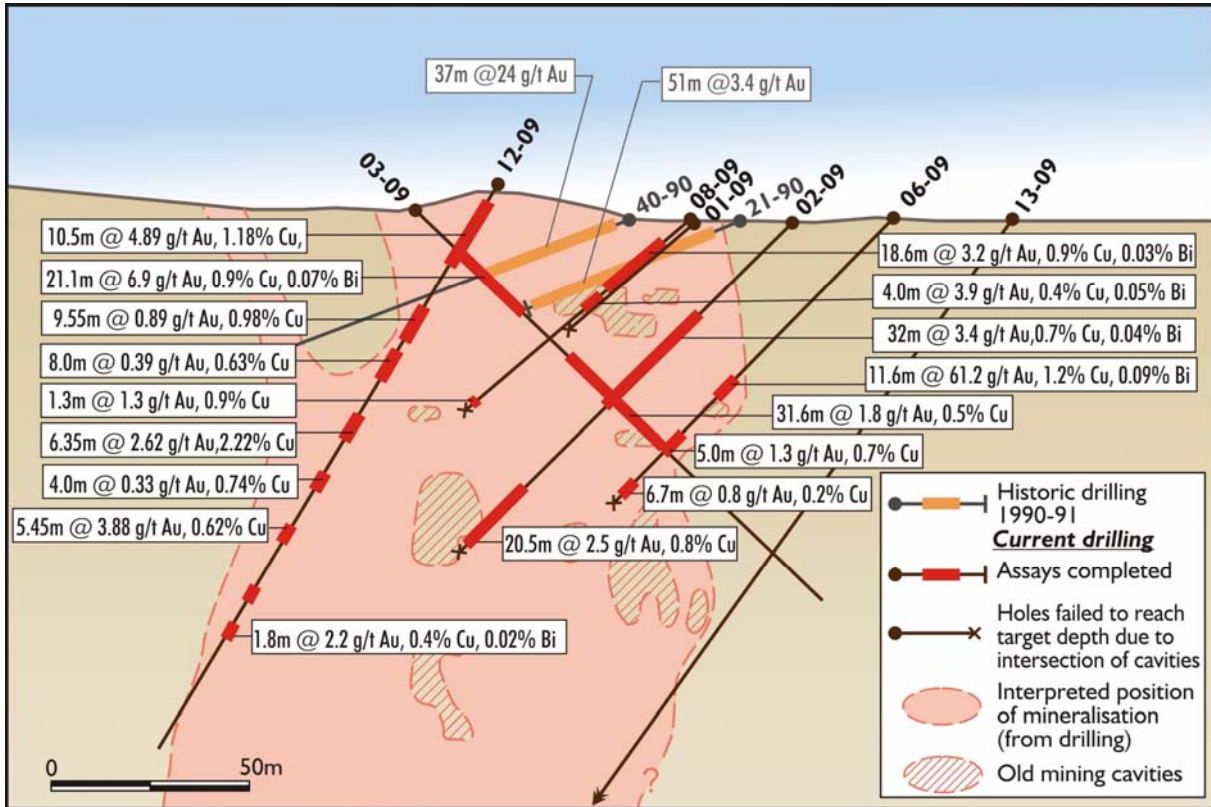 37m @24 g/t Au
51m @3.4 g/t Au
03-09
12-09
40-90
08-09
01-09
21-90
02-09
06-09
13-09
10.5m @ 4.89 g/t Au, 1.18% Cu,
21.1m @ 6.9 g/t Au, 0.9% Cu, 0.07% Bi
9.55m @ 0.89 g/t Au, 0.98% Cu
8.0m @ 0.39 g/t Au, 0.63% Cu
1.3m @ 1.3 g/t Au, 0.9% Cu
6.35m @ 2.62 g/t Au,2.22% Cu
4.0m @ 0.33 g/t Au, 0.74% Cu
5.45m @ 3.88 g/t Au, 0.62% Cu
1.8m @ 2.2 g/t Au, 0.4% Cu, 0.02% Bi
18.6m @ 3.2 g/t Au, 0.9% Cu, 0.03% Bi
4.0m @ 3.9 g/t Au, 0.4% Cu, 0.05% Bi
32m @ 3.4 g/t Au,0.7% Cu, 0.04% Bi
11.6m @ 61.2 g/t Au, 1.2% Cu, 0.09% Bi
31.6m @ 1.8 g/t Au, 0.5% Cu
5.0m @ 1.3 g/t Au, 0.7% Cu
6.7m @ 0.8 g/t Au, 0.2% Cu
20.5m @ 2.5 g/t Au, 0.8% Cu
Historic drilling
1990-91
Current drilling
Assays completed
Holes failed to reach
target depth due to
intersection of cavities
Interpreted position
of mineralisation
(from drilling)
Old mining cavities
0 50m
?